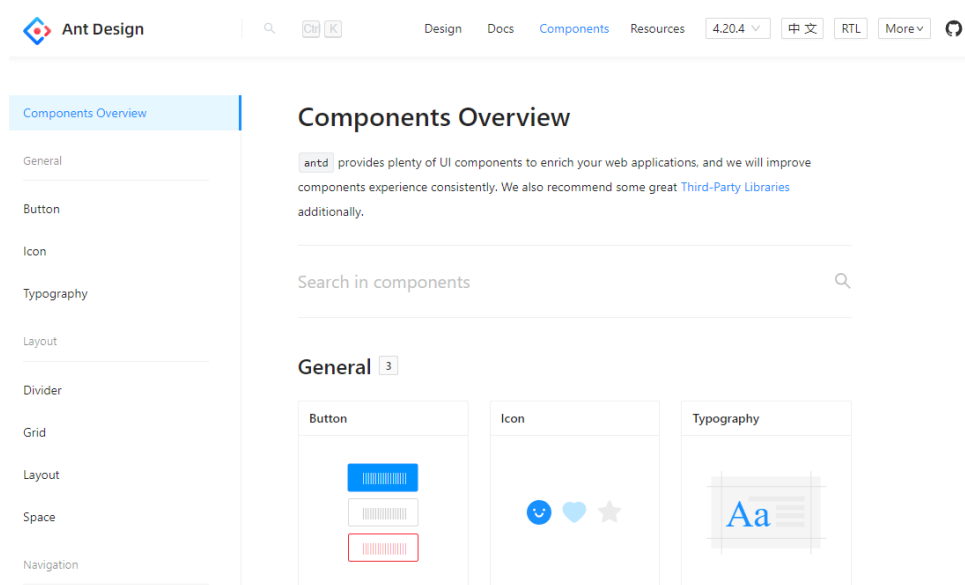 Ant Design
Ctrl K
Design Docs Components Resources 4.20.4 中 文 RTL More
Components Overview
General
Button
Icon
Typography
Layout
Divider
Grid
Layout
Space
Navigation
Components Overview
antd provides plenty of UI components to enrich your web applications, and we will improve
components experience consistently. We also recommend some great Third-Party Libraries
additionally.
Search in components
General 3
Button
Icon
Typography
Aa